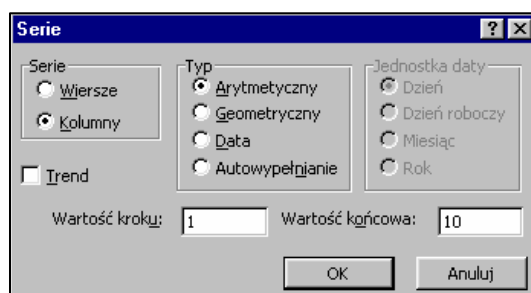 Serie
Serie
Wiersze
Kolumny
Trend
Typ
Arytmetyczny
Geometryczny
Data
Autowypełnianie
Jednostka daty
Dzień
Dzień roboczy
Miesiąc
Rok
Wartość kroku: 1 Wartość końcowa: 10
OK Anuluj